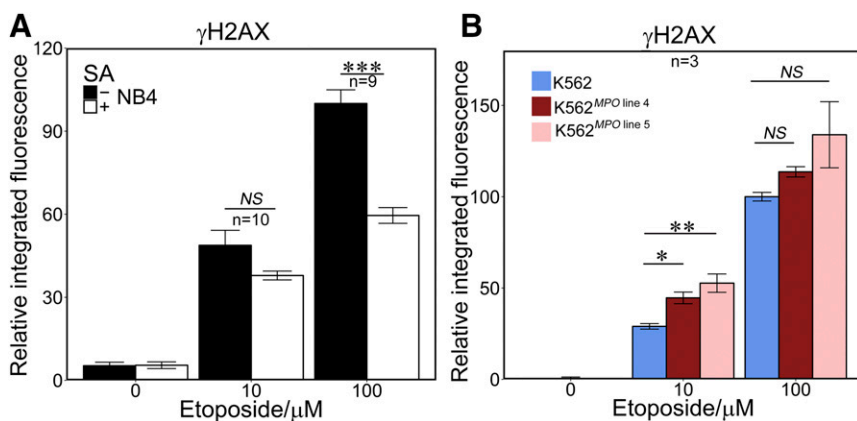 A
γH2AX
Relative integrated fluorescence
120
90
60
30
0
SA
− NB4
+
NS
n=10
***
n=9
0 10 100
Etoposide/μM
B
γH2AX
n=3
Relative integrated fluorescence
150
100
50
0
K562
K562MPO line 4
K562MPO line 5
NS
NS
**
*
0 10 100
Etoposide/μM